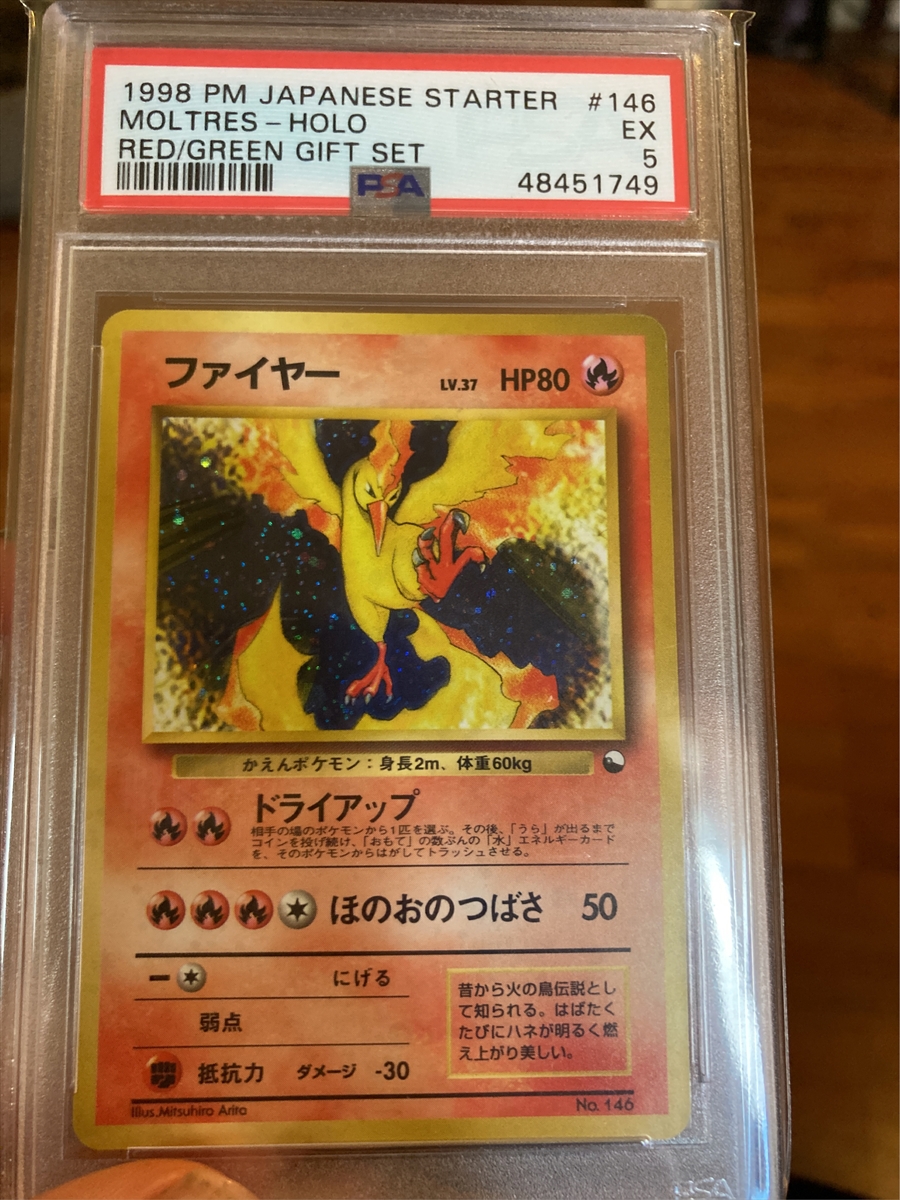 1998 PM JAPANESE STARTER #146
MOLTRES - HOLO EX
RED/GREEN GIFT SET 5
PSA 48451749
ファイヤー LV.37 HP80
かえんポケモン：身長2m、体重60kg
ドライアップ
相手の場のポケモンから1匹を選ぶ。その後、「うら」が出るまで
コインを投げ続け、「おもて」の数ぶんの「水」エネルギーカード
を、そのポケモンからはがしてトラッシュさせる。
ほのおのつばさ 50
にげる
弱点
抵抗力 ダメージ -30
昔から火の鳥伝説とし
て知られる。はばたく
たびにハネが明るく燃
え上がり美しい。
Illus.Mitsuhiro Arita No. 146
PSA